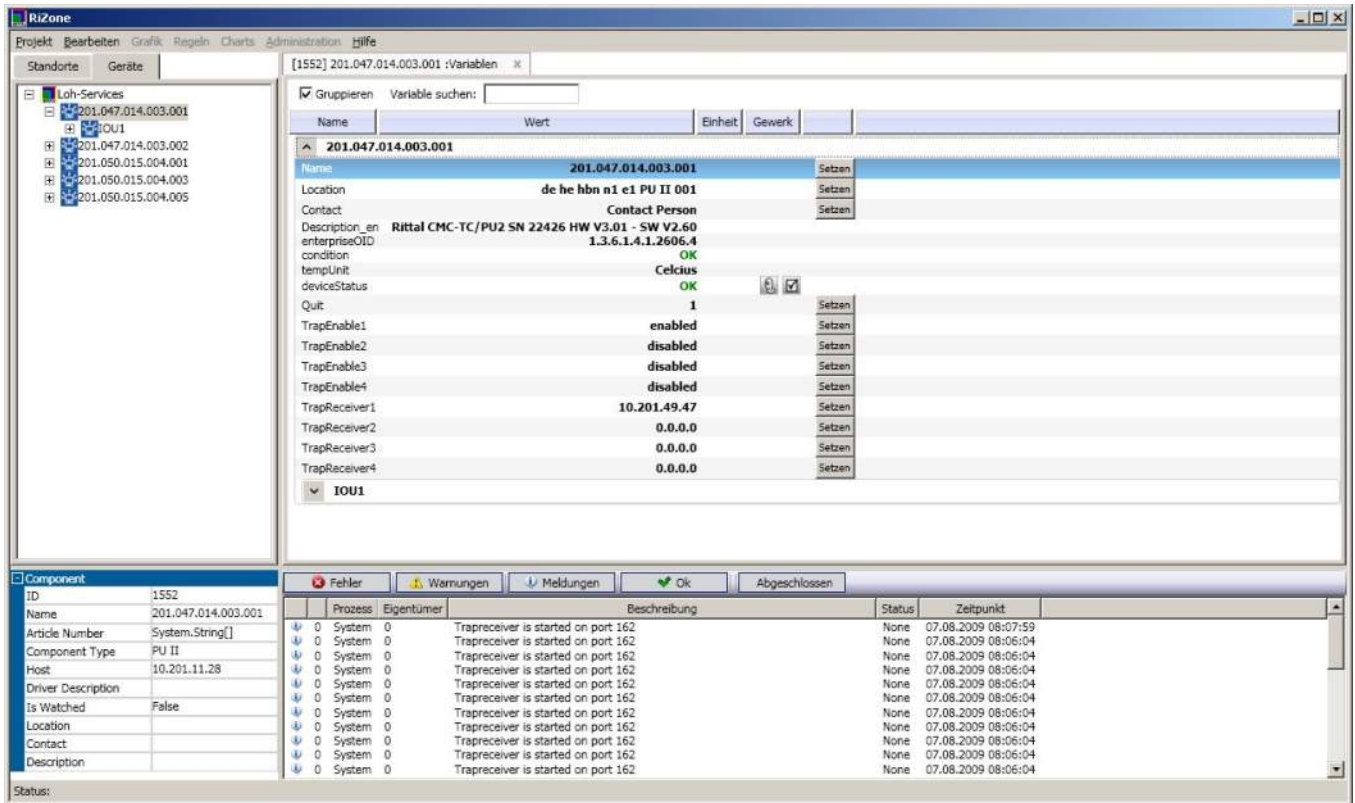 RiZone
Projekt Bearbeiten Grafik Regeln Charts Administration Hilfe
Standorte Geräte
Loh-Services
201.047.014.003.001
IOU1
201.047.014.003.002
201.050.015.004.001
201.050.015.004.003
201.050.015.004.005
[1552] 201.047.014.003.001 :Variablen
Gruppieren Variable suchen:
Name Wert Einheit Gewerk
201.047.014.003.001
Name 201.047.014.003.001 Setzen
Location de he hbn n1 e1 PU II 001 Setzen
Contact Contact Person Setzen
Description_en Rittal CMC-TC/PU2 SN 22426 HW V3.01 - SW V2.60
enterpriseOID 1.3.6.1.4.1.2606.4
condition OK
tempUnit Celcius
deviceStatus OK
Quit 1 Setzen
TrapEnable1 enabled Setzen
TrapEnable2 disabled Setzen
TrapEnable3 disabled Setzen
TrapEnable4 disabled Setzen
TrapReceiver1 10.201.49.47 Setzen
TrapReceiver2 0.0.0.0 Setzen
TrapReceiver3 0.0.0.0 Setzen
TrapReceiver4 0.0.0.0 Setzen
IOU1
Component
ID 1552
Name 201.047.014.003.001
Article Number System.String[]
Component Type PU II
Host 10.201.11.28
Driver Description
Is Watched False
Location
Contact
Description
Fehler Warnungen Meldungen Ok Abgeschlossen
Prozess Eigentümer Beschreibung Status Zeitpunkt
0 System 0 Trapreceiver is started on port 162 None 07.08.2009 08:07:59
0 System 0 Trapreceiver is started on port 162 None 07.08.2009 08:06:04
0 System 0 Trapreceiver is started on port 162 None 07.08.2009 08:06:04
0 System 0 Trapreceiver is started on port 162 None 07.08.2009 08:06:04
0 System 0 Trapreceiver is started on port 162 None 07.08.2009 08:06:04
0 System 0 Trapreceiver is started on port 162 None 07.08.2009 08:06:04
0 System 0 Trapreceiver is started on port 162 None 07.08.2009 08:06:04
0 System 0 Trapreceiver is started on port 162 None 07.08.2009 08:06:04
0 System 0 Trapreceiver is started on port 162 None 07.08.2009 08:06:04
0 System 0 Trapreceiver is started on port 162 None 07.08.2009 08:06:04
0 System 0 Trapreceiver is started on port 162 None 07.08.2009 08:06:04
Status: